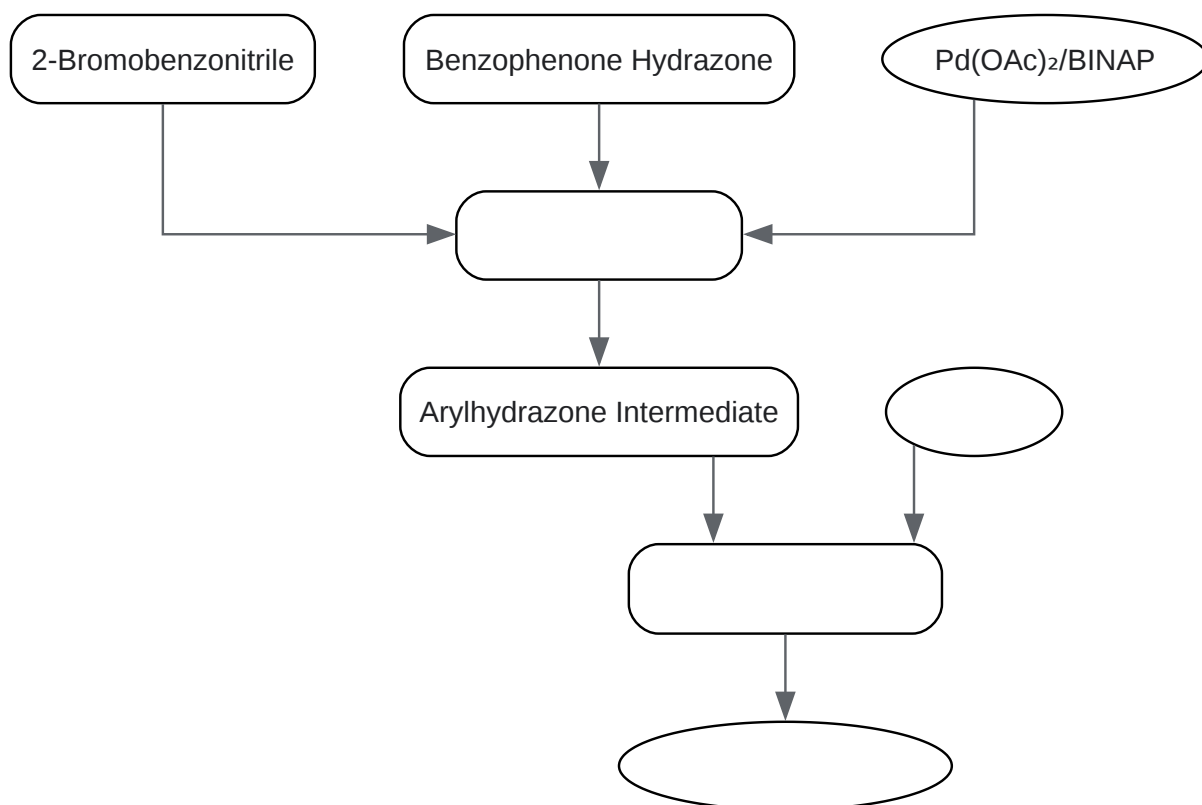 2-Bromobenzonitrile
Benzophenone Hydrazone
Pd(OAc)₂/BINAP
Arylhydrazone Intermediate